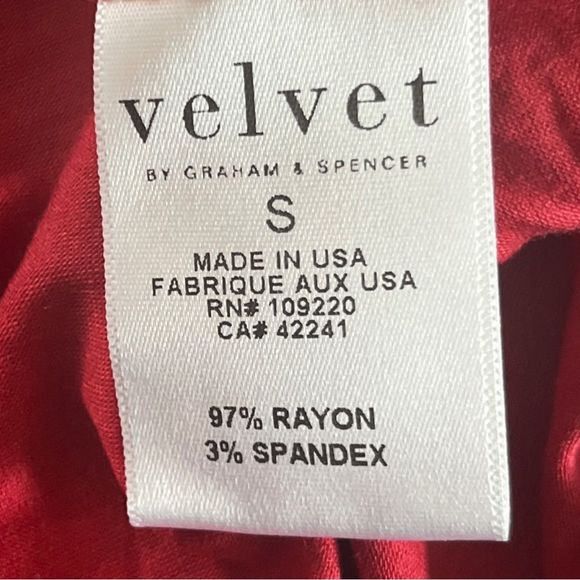 velvet
BY GRAHAM & SPENCER
S
MADE IN USA
FABRIQUE AUX USA
RN# 109220
CA# 42241
97% RAYON
3% SPANDEX